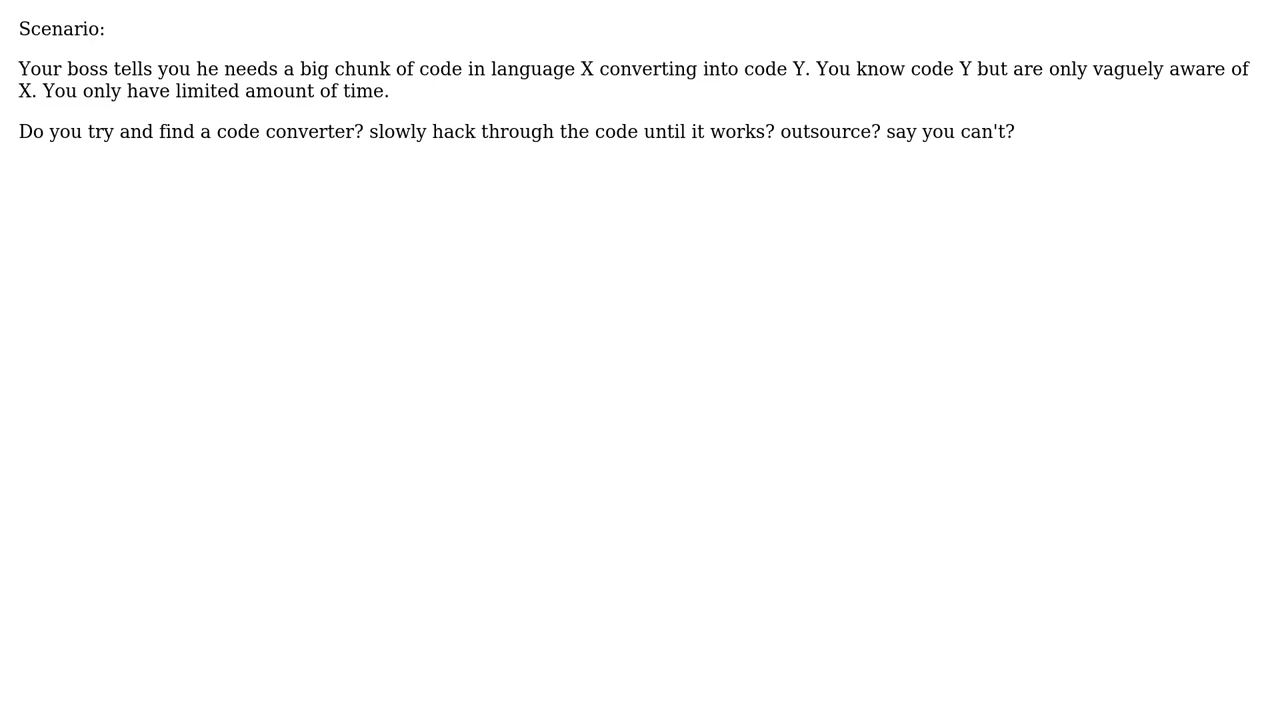 Scenario:
Your boss tells you he needs a big chunk of code in language X converting into code Y. You know code Y but are only vaguely aware of
X. You only have limited amount of time.
Do you try and find a code converter? slowly hack through the code until it works? outsource? say you can't?